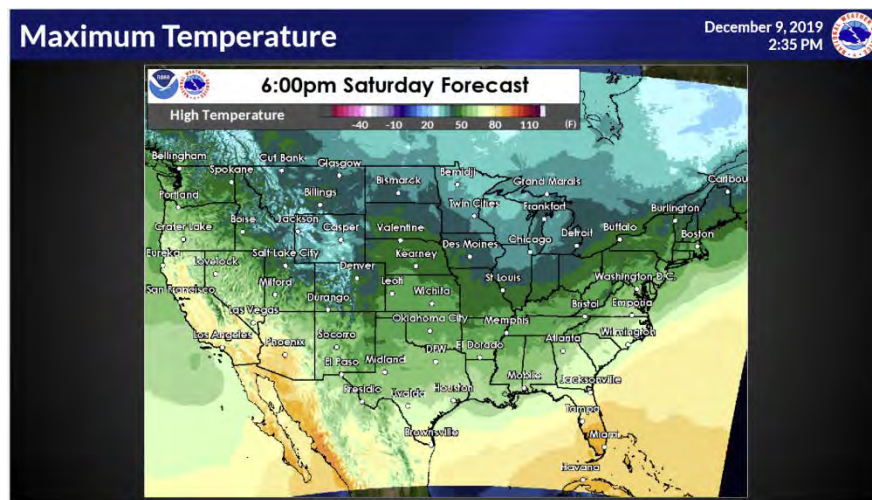 Maximum Temperature
December 9, 2019
2:35 PM
6:00pm Saturday Forecast
High Temperature
-40 -10 20 50 80 110 (F)
Bellingham
Spokane
Cut Bank
Glasgow
Bismarck
Bemidji
Grand Marais
Caribou
Portland
Billings
Twin Cities
Frankfort
Burlington
Crater Lake
Boise
Jackson
Casper
Valentine
Des Moines
Chicago
Detroit
Buffalo
Boston
Eureka
Lovelock
Salt Lake City
Denver
Kearney
St Louis
Washington D.C.
San Francisco
Milford
Durango
Leoti
Wichita
Bristol
Emporia
Las Vegas
Oklahoma City
Memphis
Wilmington
Los Angeles
Phoenix
Socorro
DFW
El Dorado
Atlanta
El Paso
Midland
Mobile
Jacksonville
Presidio
Uvalde
Houston
Tampa
Brownsville
Miami
Havana